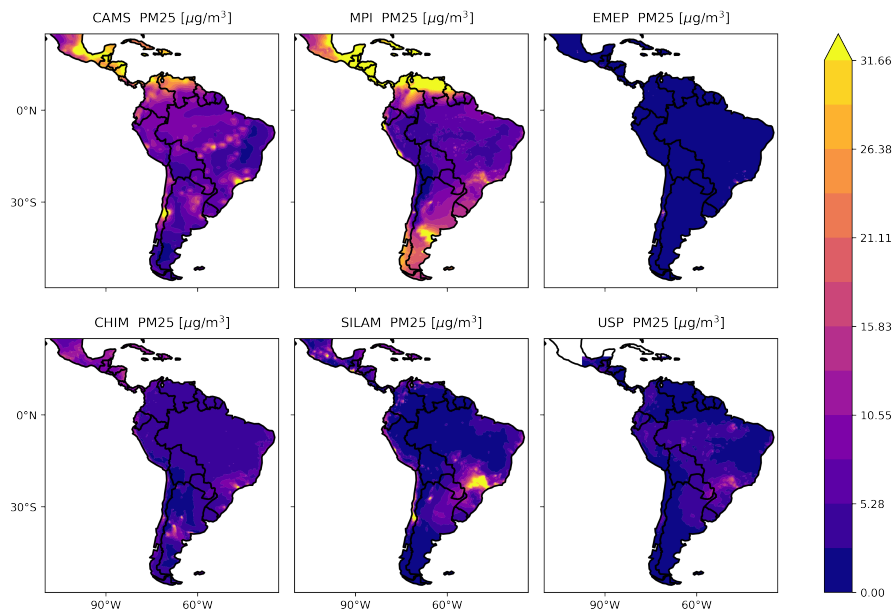 CAMS PM25 [μg/m³]
MPI PM25 [μg/m³]
EMEP PM25 [μg/m³]
0°N
30°S
31.66
26.38
21.11
15.83
10.55
5.28
0.00
CHIM PM25 [μg/m³]
SILAM PM25 [μg/m³]
USP PM25 [μg/m³]
0°N
30°S
90°W
60°W
90°W
60°W
90°W
60°W